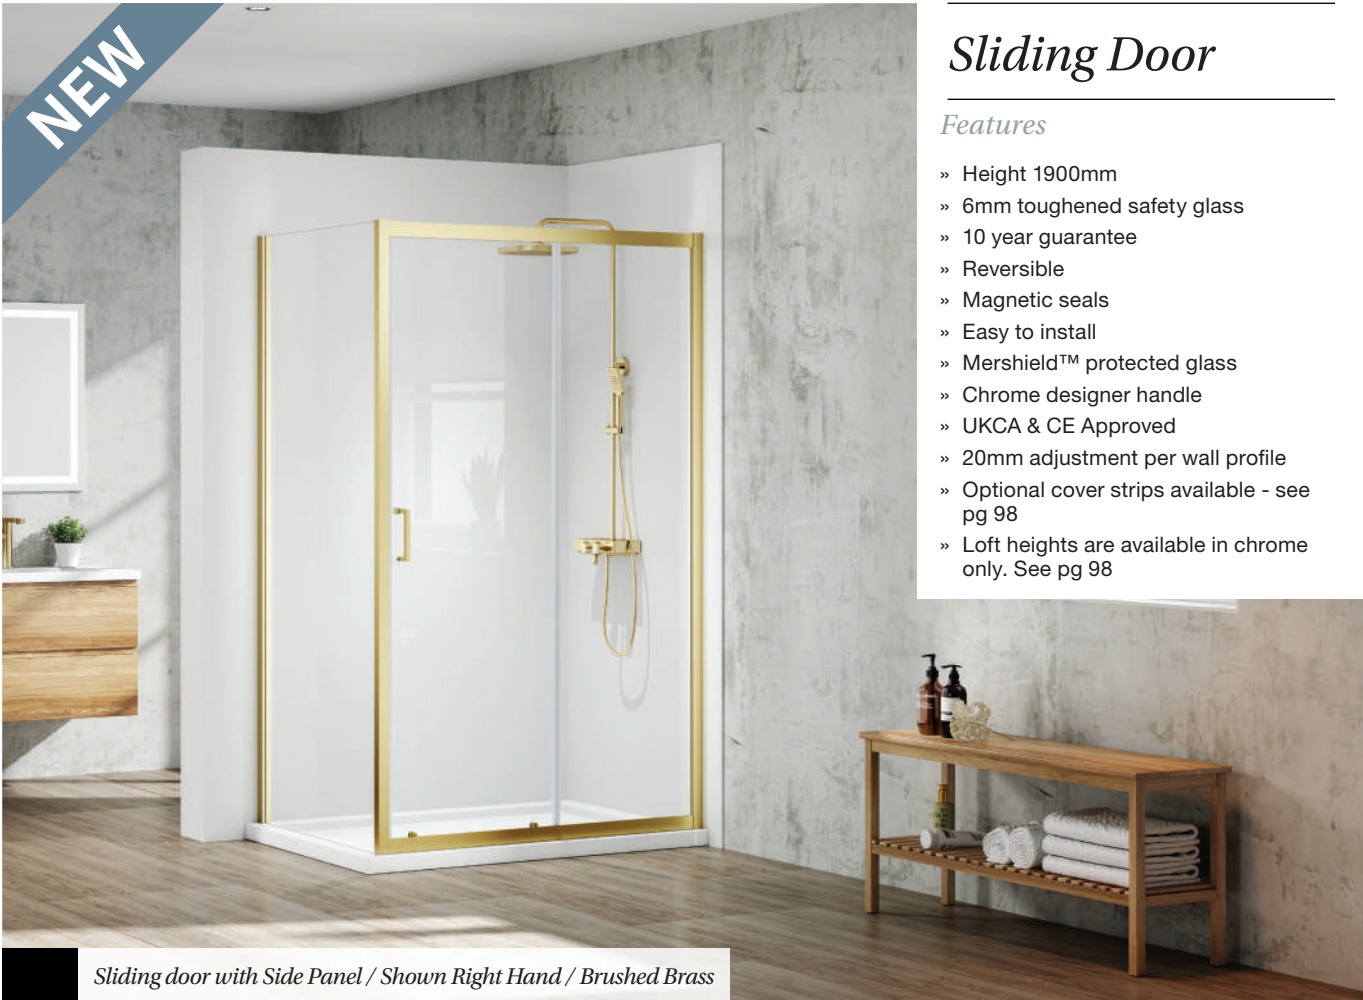 NEW
Sliding Door
Features
» Height 1900mm
» 6mm toughened safety glass
» 10 year guarantee
» Reversible
» Magnetic seals
» Easy to install
» Mershield™ protected glass
» Chrome designer handle
» UKCA & CE Approved
» 20mm adjustment per wall profile
» Optional cover strips available - see
pg 98
» Loft heights are available in chrome
only. See pg 98
Sliding door with Side Panel / Shown Right Hand / Brushed Brass